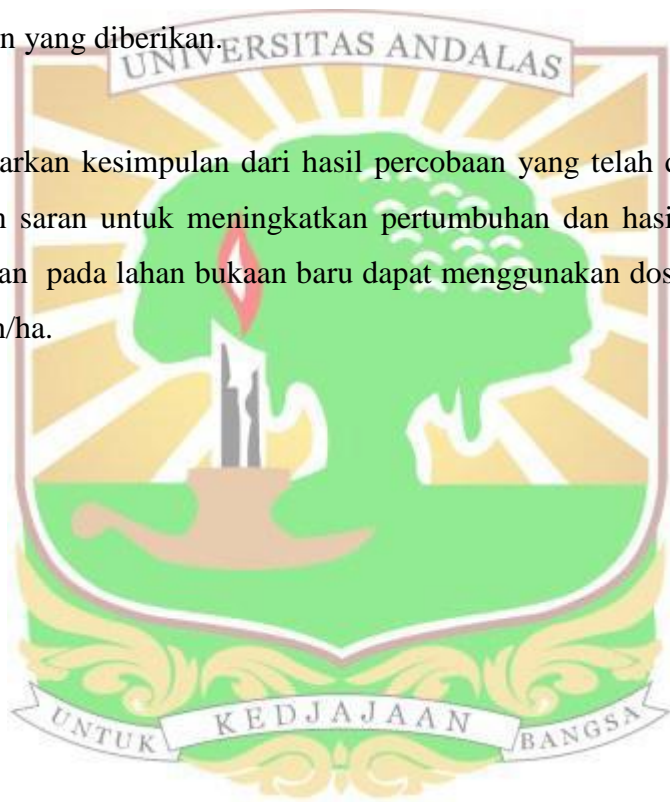 n yang diberikan.
UNIVERSITAS ANDALAS
arkan kesimpulan dari hasil percobaan yang telah d
n saran untuk meningkatkan pertumbuhan dan hasi
an pada lahan bukaan baru dapat menggunakan dos
n/ha.
UNTUK KEDJAJAAN BANGSA